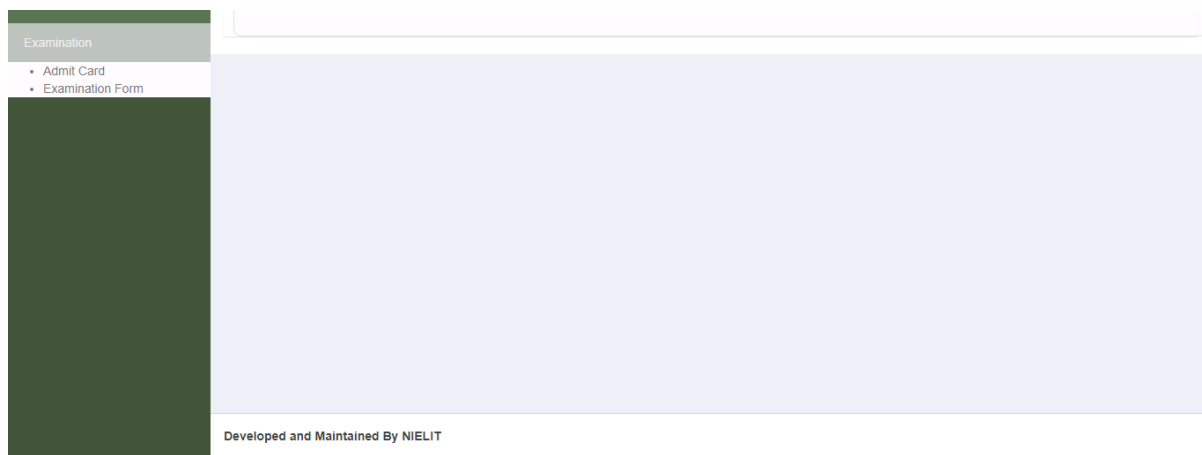 Examination
Admit Card
Examination Form
Developed and Maintained By NIELIT